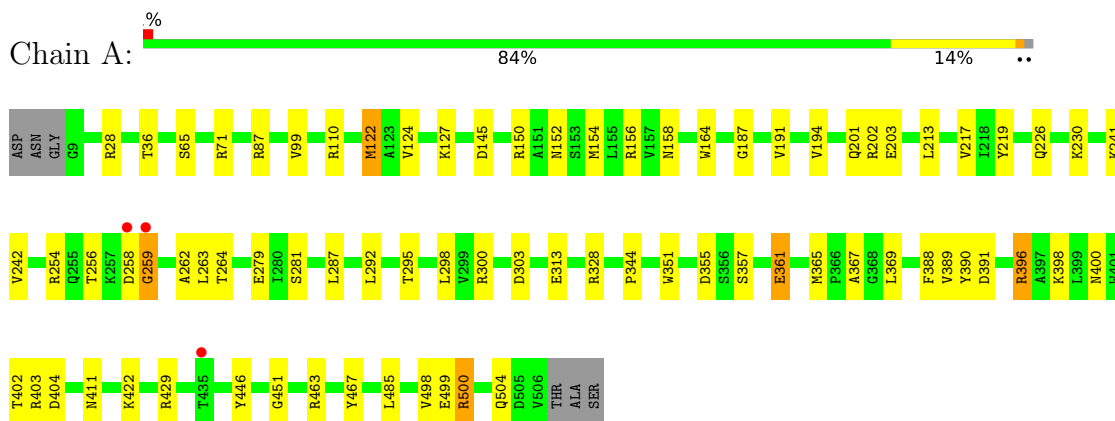 .%
Chain A:
84% 14% ..
ASP ASN GLY G9 R28 T36 S65 R71 R87 V99 R110 M122 A123 V124 K127 D145 R150 A151 N152 S153 M154 L155 R156 V157 N158 W164 G187 V191 V194 Q201 R202 E203 L213 V217 I218 Y219 Q226 K230 K241
V242 R254 Q255 T256 K257 D258 G259 A262 L263 T264 E279 I280 S281 L287 L292 T295 L298 V299 R300 D303 E313 R328 P344 W351 D355 S356 S357 E361 M365 P366 A367 G368 L369 F388 V389 Y390 D391 R396 A397 K398 L399 N400
T402 R403 D404 N411 K422 R429 T435 Y446 G451 R463 Y467 L485 V498 E499 R500 Q504 D505 V506 THR ALA SER